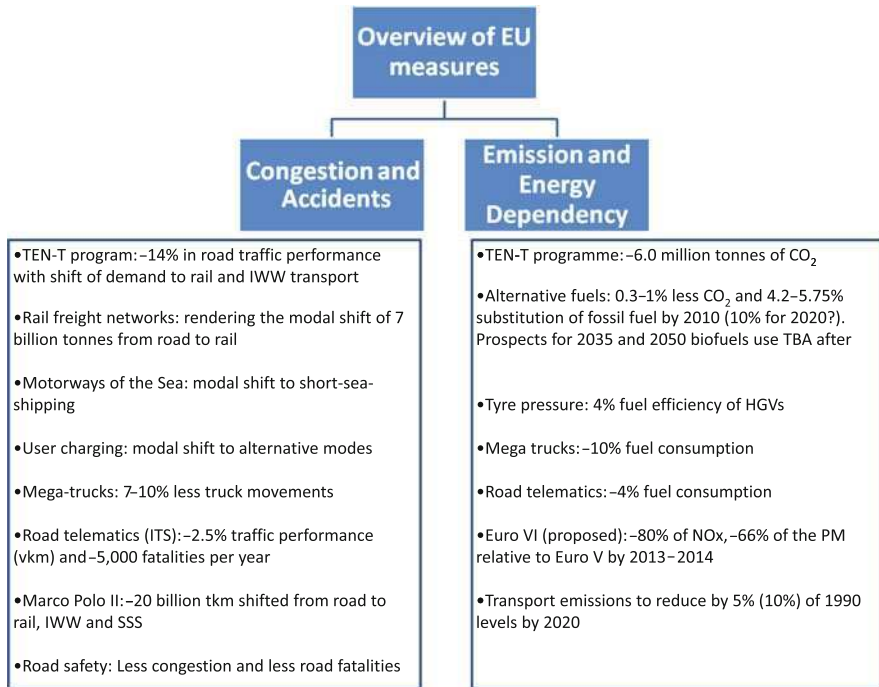 Overview of EU
measures
Congestion and
Accidents
Emission and
Energy
Dependency
•TEN-T program: −14% in road traffic performance
with shift of demand to rail and IWW transport
•Rail freight networks: rendering the modal shift of 7
billion tonnes from road to rail
•Motorways of the Sea: modal shift to short-sea-
shipping
•User charging: modal shift to alternative modes
•Mega-trucks: 7–10% less truck movements
•Road telematics (ITS): −2.5% traffic performance
(vkm) and −5,000 fatalities per year
•Marco Polo II: −20 billion tkm shifted from road to
rail, IWW and SSS
•Road safety: Less congestion and less road fatalities
•TEN-T programme: −6.0 million tonnes of CO₂
•Alternative fuels: 0.3–1% less CO₂ and 4.2–5.75%
substitution of fossil fuel by 2010 (10% for 2020?).
Prospects for 2035 and 2050 biofuels use TBA after
•Tyre pressure: 4% fuel efficiency of HGVs
•Mega trucks: −10% fuel consumption
•Road telematics: −4% fuel consumption
•Euro VI (proposed): −80% of NOx, −66% of the PM
relative to Euro V by 2013−2014
•Transport emissions to reduce by 5% (10%) of 1990
levels by 2020